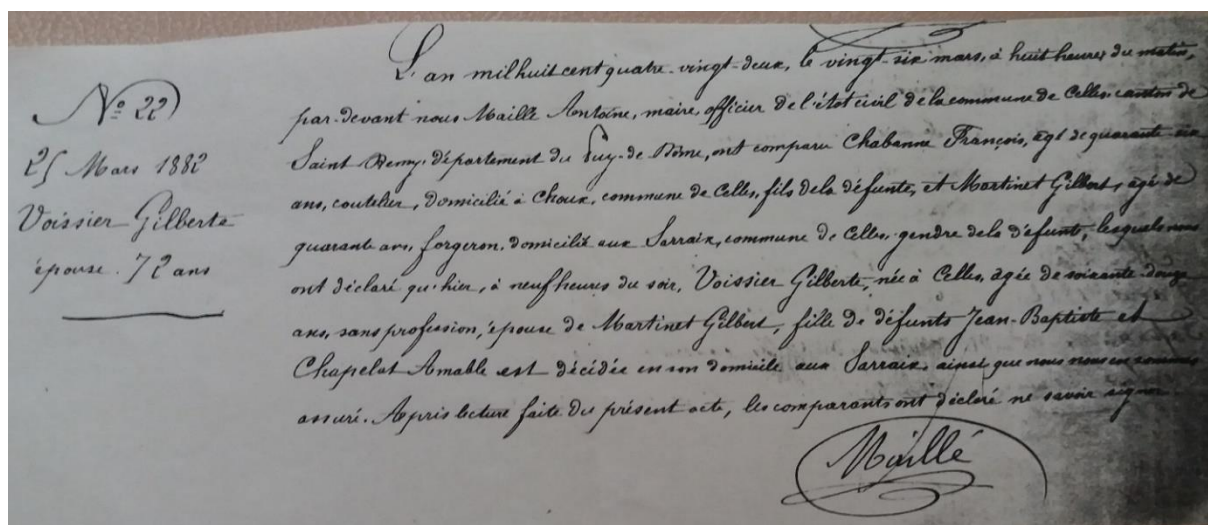 N° 22
25 Mars 1882
Voissier Gilberte
épouse. 72 ans
L'an mil huit cent quatre-vingt-deux, le vingt-six mars, à huit heures du matin,
par-devant nous Maillé Antoine, maire, officier de l'état civil de la commune de Celles, canton de
Saint Remy, département du Puy-de-Dôme, ont comparu Chabanne François, âgé de quarante-six
ans, coutelier, domicilié à Choux, commune de Celles, fils de la défunte, et Martinet Gilbert, âgé de
quarante ans, forgeron, domicilié aux Sarraix, commune de Celles, gendre de la défunte, lesquels nous
ont déclaré qu'hier, à neuf heures du soir, Voissier Gilberte, née à Celles, agée de soixante-douze
ans, sans profession, épouse de Martinet Gilbert, fille de défunts Jean-Baptiste et
Chapelat Amable est décédée en son domicile aux Sarraix, ainsi que nous nous en sommes
assuré. Après lecture faite du présent acte, les comparants ont déclaré ne savoir signer.
Maillé